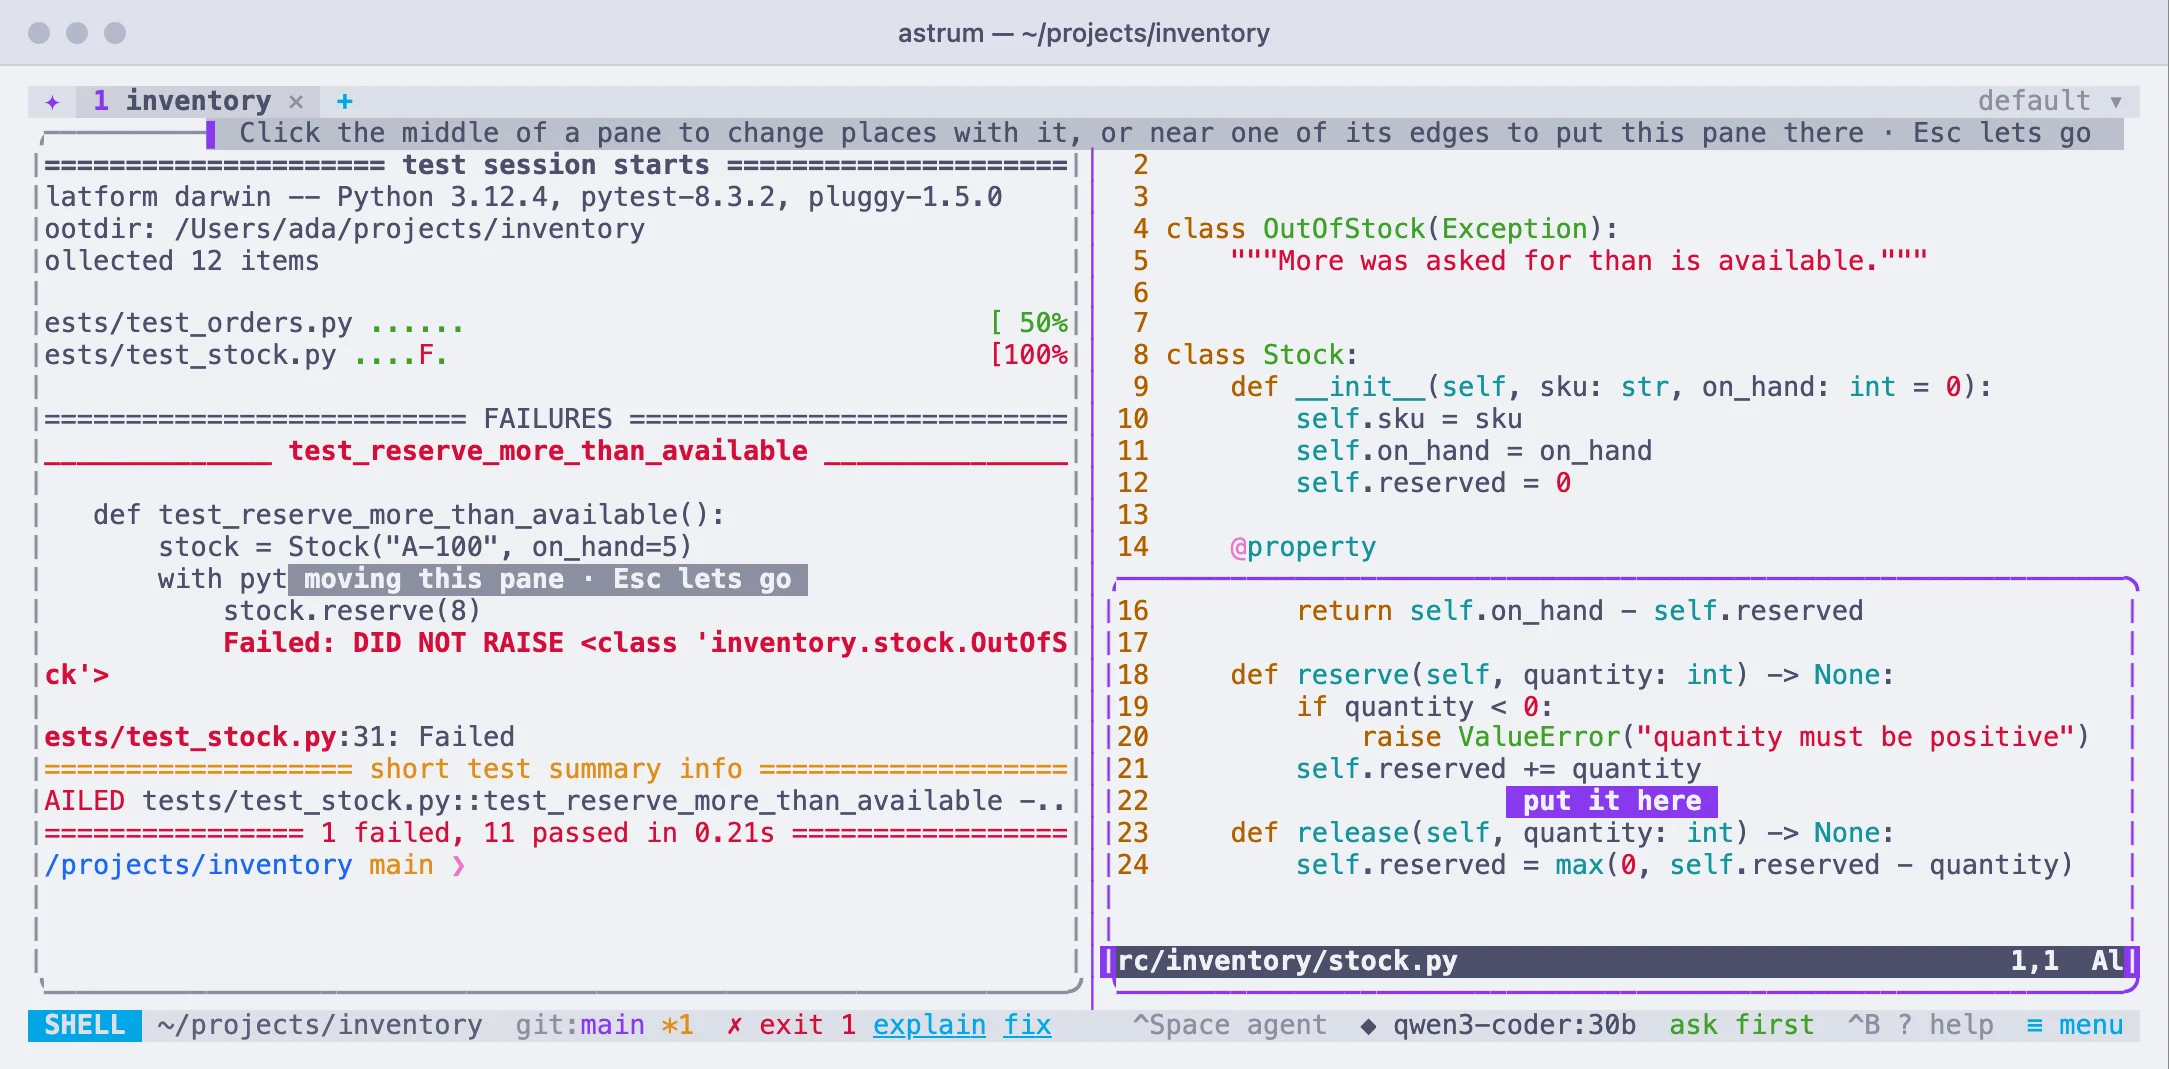 astrum — ~/projects/inventory
✦ 1 inventory × + default ▾
Click the middle of a pane to change places with it, or near one of its edges to put this pane there · Esc lets go
===================== test session starts =====================
latform darwin -- Python 3.12.4, pytest-8.3.2, pluggy-1.5.0
ootdir: /Users/ada/projects/inventory
ollected 12 items
ests/test_orders.py ...... [ 50%
ests/test_stock.py ....F. [100%
========================== FAILURES ===========================
______________ test_reserve_more_than_available _______________
def test_reserve_more_than_available():
stock = Stock("A-100", on_hand=5)
with pyt moving this pane · Esc lets go
stock.reserve(8)
Failed: DID NOT RAISE <class 'inventory.stock.OutOfS
ck'>
ests/test_stock.py:31: Failed
=================== short test summary info ===================
AILED tests/test_stock.py::test_reserve_more_than_available -..
================ 1 failed, 11 passed in 0.21s =================
/projects/inventory main ❯
2
3
4 class OutOfStock(Exception):
5 """More was asked for than is available."""
6
7
8 class Stock:
9 def __init__(self, sku: str, on_hand: int = 0):
10 self.sku = sku
11 self.on_hand = on_hand
12 self.reserved = 0
13
14 @property
16 return self.on_hand - self.reserved
17
18 def reserve(self, quantity: int) -> None:
19 if quantity < 0:
20 raise ValueError("quantity must be positive")
21 self.reserved += quantity
22 put it here
23 def release(self, quantity: int) -> None:
24 self.reserved = max(0, self.reserved - quantity)
rc/inventory/stock.py 1,1 Al
SHELL ~/projects/inventory git:main *1 ✗ exit 1 explain fix ^Space agent ◆ qwen3-coder:30b ask first ^B ? help ≡ menu